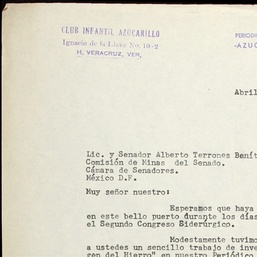 CLUB INFANTIL AZUCARILLO
Ignacio de la Llave No. 10-2
H. VERACRUZ, VER,
PERIODI
-AZUC
Abril
Lic. y Senador Alberto Terrones Benít
Comisión de Minas del Senado.
Cámara de Senadores.
México D.F.
Muy señor nuestro:
Esperamos que haya
en este bello puerto durante los días
el Segundo Congreso Siderúrgico.
Modestamente tuvimo
a ustedes un sencillo trabajo de inve
gen del Hierro" en nuestro Periódico